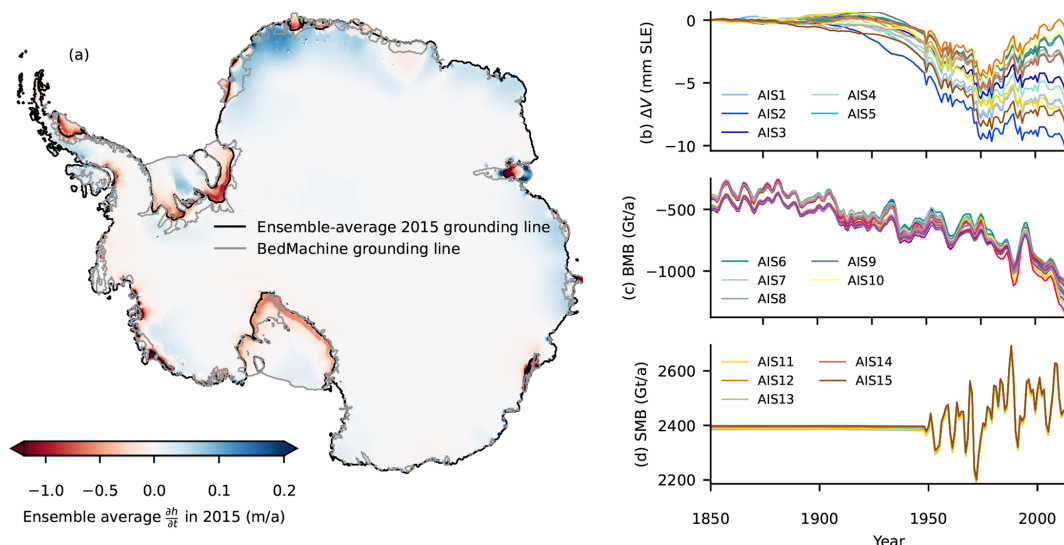 (a)
Ensemble-average 2015 grounding line
BedMachine grounding line
−1.0 −0.5 0.0 0.1 0.2
Ensemble average ∂h/∂t in 2015 (m/a)
(b) ΔV (mm SLE)
0
−5
−10
AIS1 AIS4
AIS2 AIS5
AIS3
(c) BMB (Gt/a)
−500
−1000
AIS6 AIS9
AIS7 AIS10
AIS8
(d) SMB (Gt/a)
2600
2400
2200
AIS11 AIS14
AIS12 AIS15
AIS13
1850 1900 1950 2000
Year